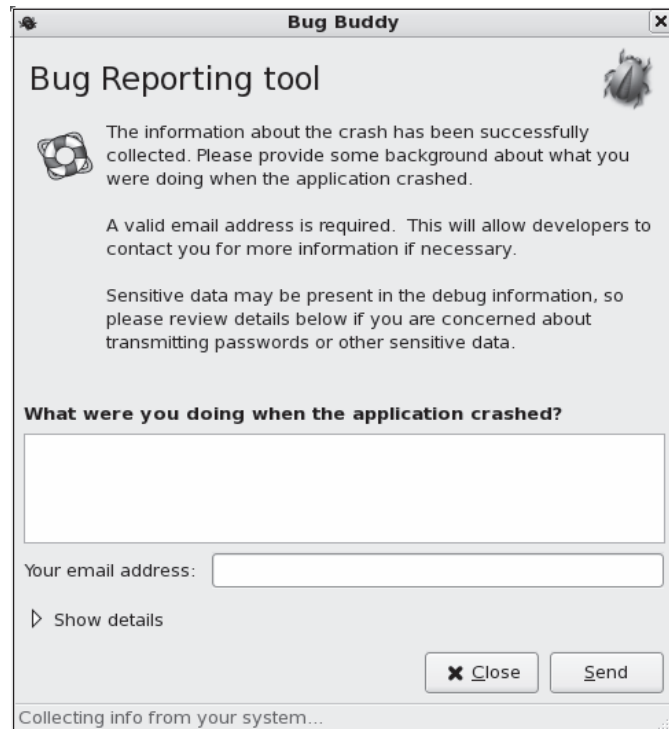 Bug Buddy
Bug Reporting tool
The information about the crash has been successfully
collected. Please provide some background about what you
were doing when the application crashed.
A valid email address is required.  This will allow developers to
contact you for more information if necessary.
Sensitive data may be present in the debug information, so
please review details below if you are concerned about
transmitting passwords or other sensitive data.
What were you doing when the application crashed?
Your email address:
Show details
Close
Send
Collecting info from your system...